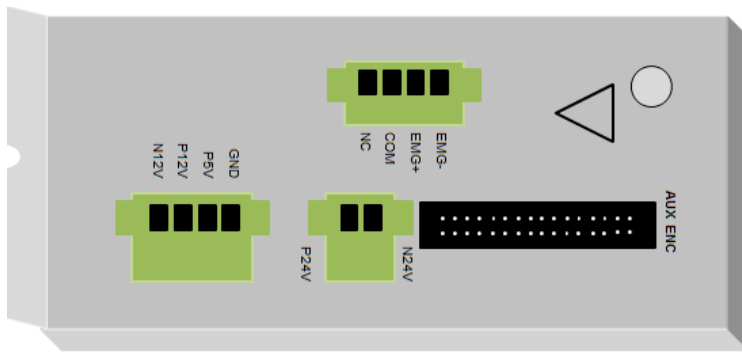 NC
COM
EMG+
EMG-
N12V
P12V
P5V
GND
P24V
N24V
AUX ENC